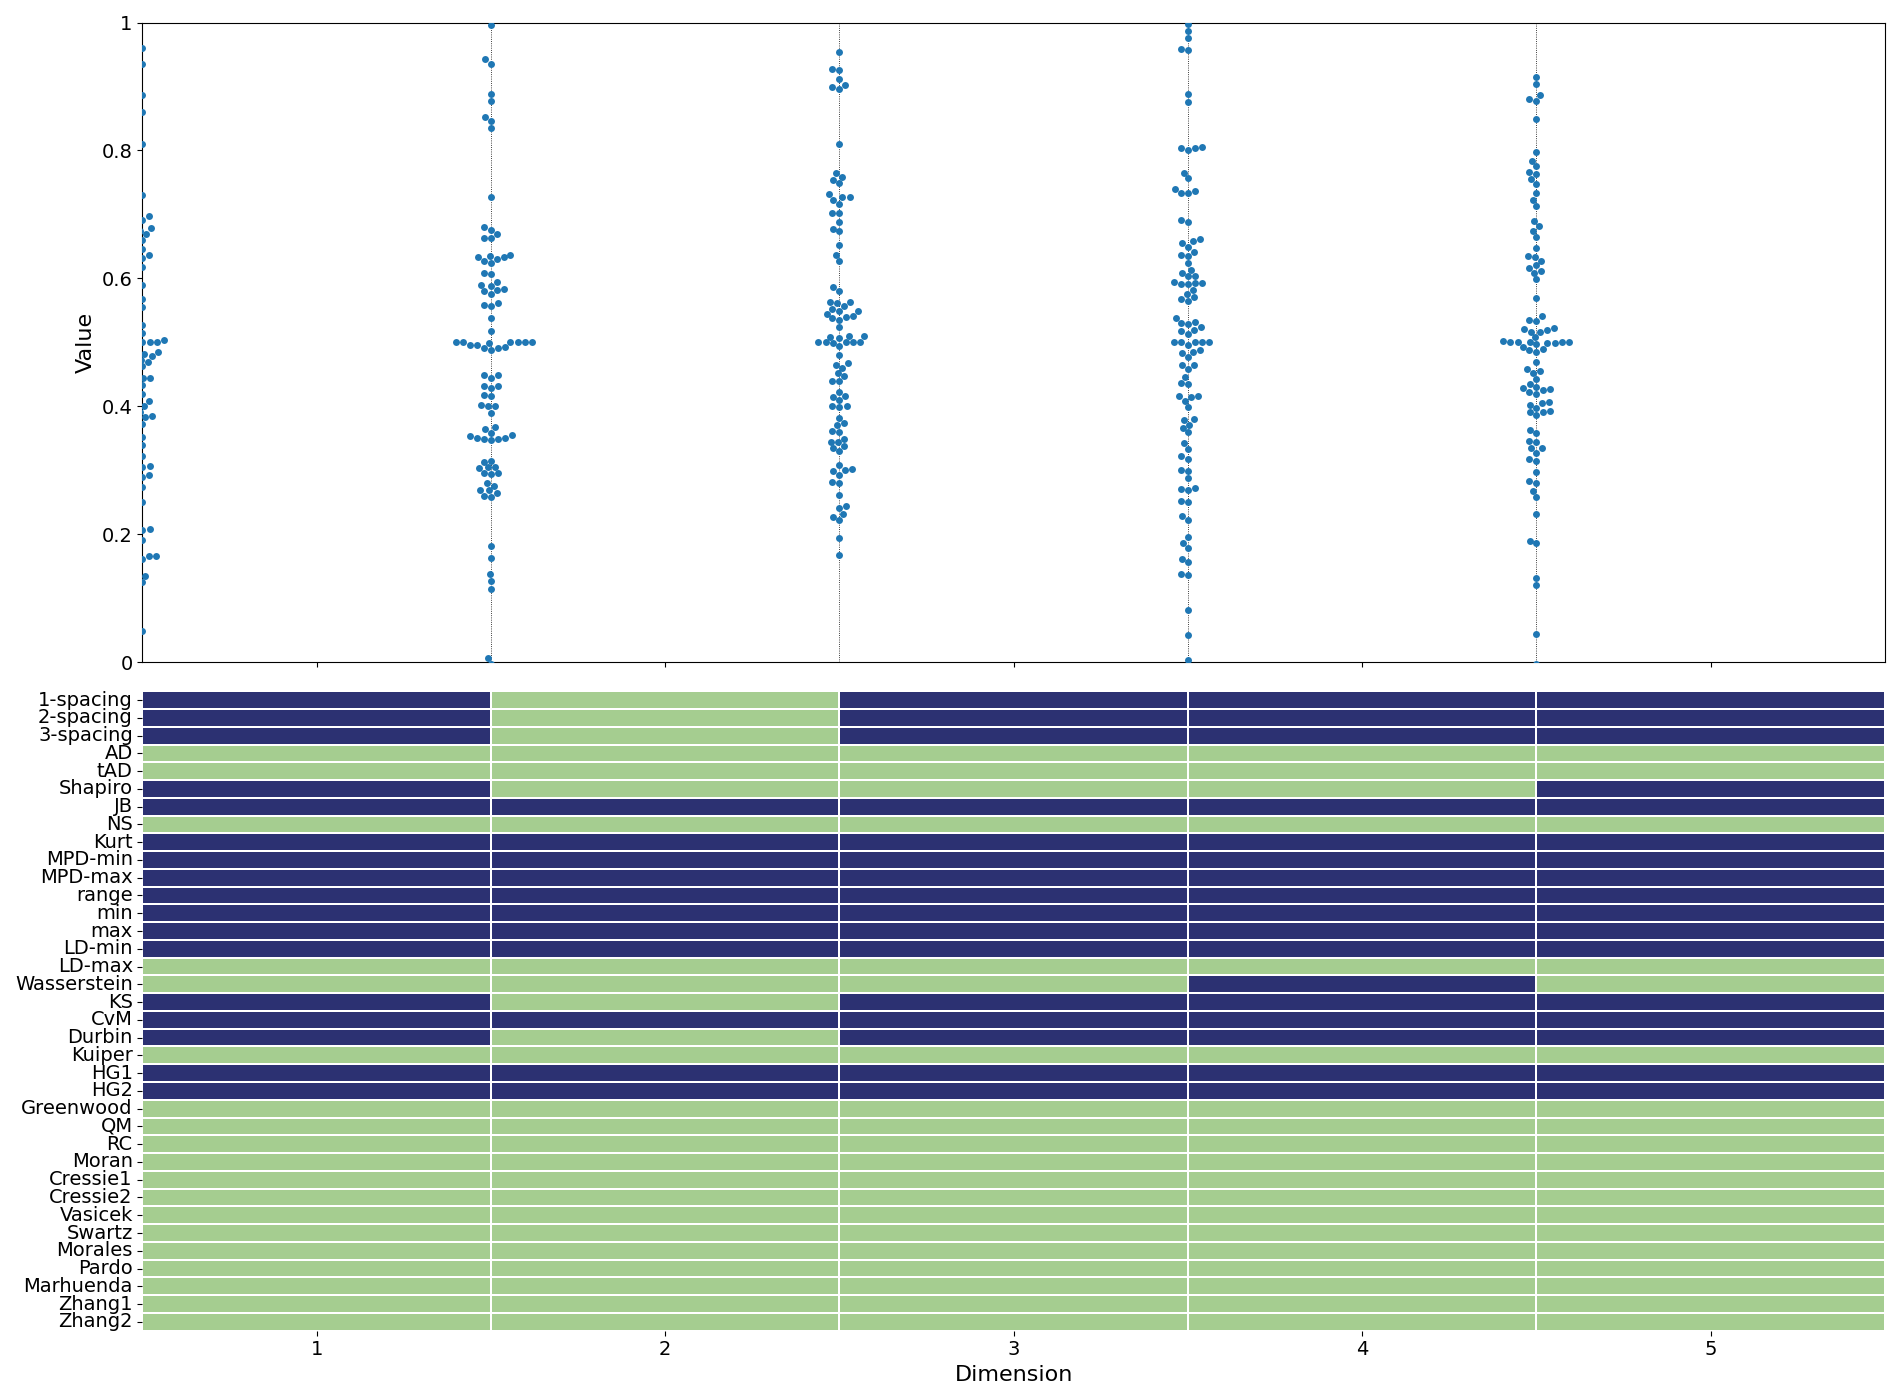 1
0.8
0.6
0.4
0.2
0
Value
1-spacing
2-spacing
3-spacing
AD
tAD
Shapiro
JB
NS
Kurt
MPD-min
MPD-max
range
min
max
LD-min
LD-max
Wasserstein
KS
CvM
Durbin
Kuiper
HG1
HG2
Greenwood
QM
RC
Moran
Cressie1
Cressie2
Vasicek
Swartz
Morales
Pardo
Marhuenda
Zhang1
Zhang2
1 2 3 4 5
Dimension